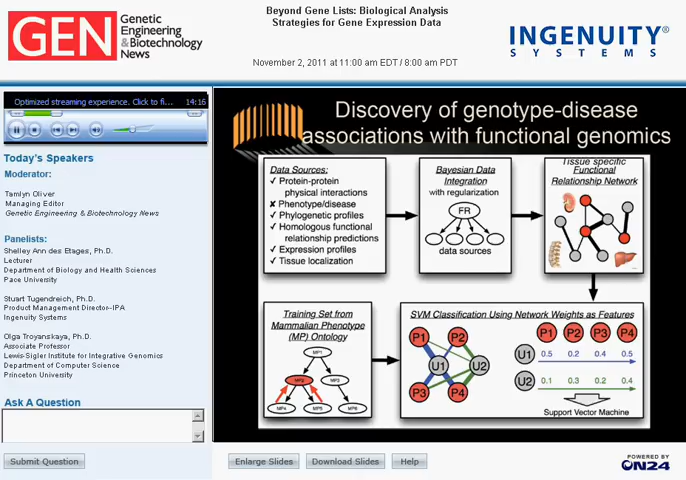 GEN
Genetic
Engineering
& Biotechnology
News
Beyond Gene Lists: Biological Analysis
Strategies for Gene Expression Data
November 2, 2011 at 11:00 am EDT / 8:00 am PDT
INGENUITY®
SYSTEMS
Optimized streaming experience. Click to fi...
14:16
Today's Speakers
Moderator:
Tamlyn Oliver
Managing Editor
Genetic Engineering & Biotechnology News
Panelists:
Shelley Ann des Etages, Ph.D.
Lecturer
Department of Biology and Health Sciences
Pace University
Stuart Tugendreich, Ph.D.
Product Management Director-IPA
Ingenuity Systems
Olga Troyanskaya, Ph.D.
Associate Professor
Lewis-Sigler Institute for Integrative Genomics
Department of Computer Science
Princeton University
Ask A Question
Submit Question
Discovery of genotype-disease
associations with functional genomics
Data Sources:
✓ Protein-protein
physical interactions
✗ Phenotype/disease
✓ Phylogenetic profiles
✓ Homologous functional
relationship predictions
✓ Expression profiles
✓ Tissue localization
Bayesian Data
Integration
with regularization
FR
data sources
Tissue specific
Functional
Relationship Network
Training Set from
Mammalian Phenotype
(MP) Ontology
MP1
MP2
MP3
MP4
MP5
MP6
SVM Classification Using Network Weights as Features
P1
P2
U1
U2
P3
P4
P1 P2 P3 P4
U1 0.5 0.2 0.4 0.5
U2 0.1 0.3 0.2 0.4
Support Vector Machine
Enlarge Slides
Download Slides
Help
POWERED BY
ON24